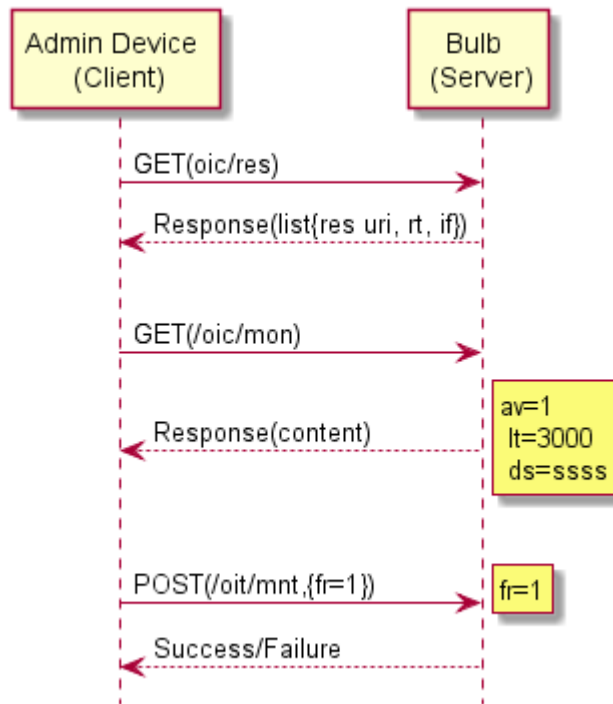 Admin Device
(Client)
Bulb
(Server)
GET(oic/res)
Response(list{res uri, rt, if})
GET(/oic/mon)
av=1
lt=3000
ds=ssss
Response(content)
POST(/oit/mnt,{fr=1})
fr=1
Success/Failure